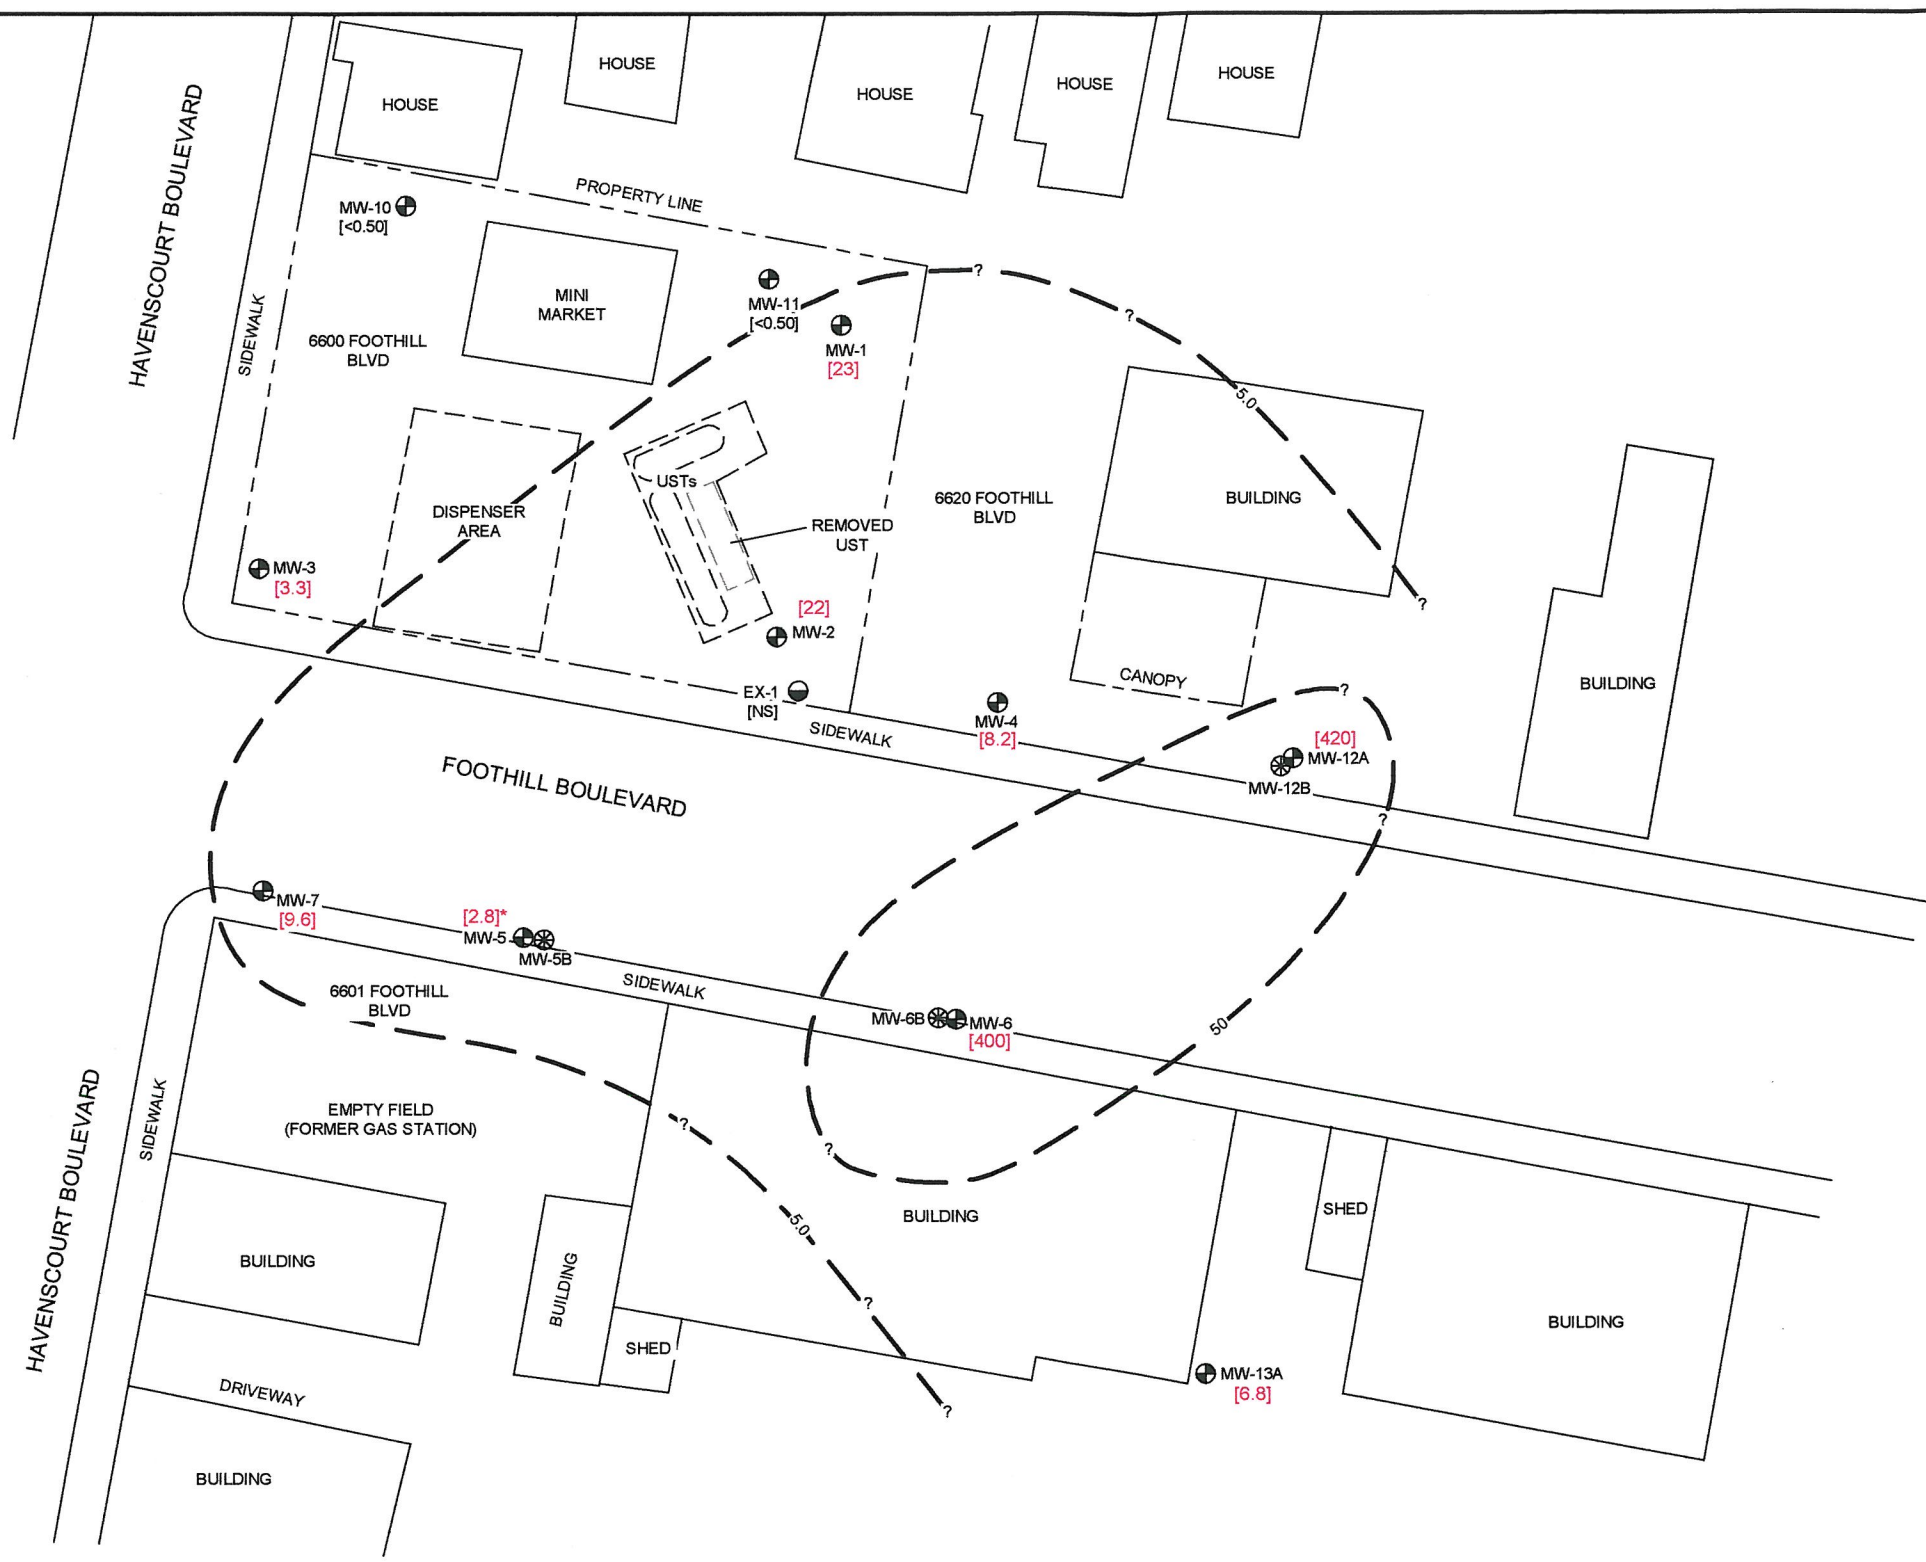 HOUSE
HOUSE
HOUSE
HOUSE
HOUSE
HAVENSCOURT BOULEVARD
SIDEWALK
PROPERTY LINE
MW-10
[<0.50]
MINI
MARKET
MW-11
[<0.50]
MW-1
[23]
6600 FOOTHILL
BLVD
?
?
5.0
?
USTs
REMOVED
UST
DISPENSER
AREA
6620 FOOTHILL
BLVD
BUILDING
MW-3
[3.3]
[22]
MW-2
EX-1
[NS]
SIDEWALK
MW-4
[8.2]
CANOPY
BUILDING
?
[420]
MW-12A
MW-12B
?
FOOTHILL BOULEVARD
MW-7
[9.6]
[2.8]*
MW-5
MW-5B
SIDEWALK
MW-6B
MW-6
[400]
50
6601 FOOTHILL
BLVD
HAVENSCOURT BOULEVARD
SIDEWALK
EMPTY FIELD
(FORMER GAS STATION)
?
?
5.0
?
?
BUILDING
BUILDING
BUILDING
SHED
SHED
BUILDING
MW-13A
[6.8]
DRIVEWAY
BUILDING